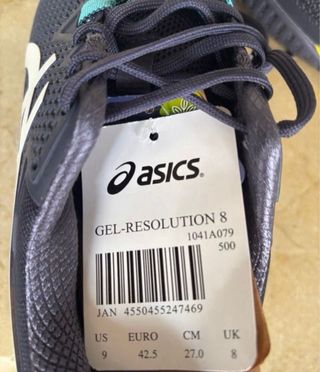 asics
GEL-RESOLUTION 8
1041A079
500
JAN 4550455247469
US EURO CM UK
9 42.5 27.0 8